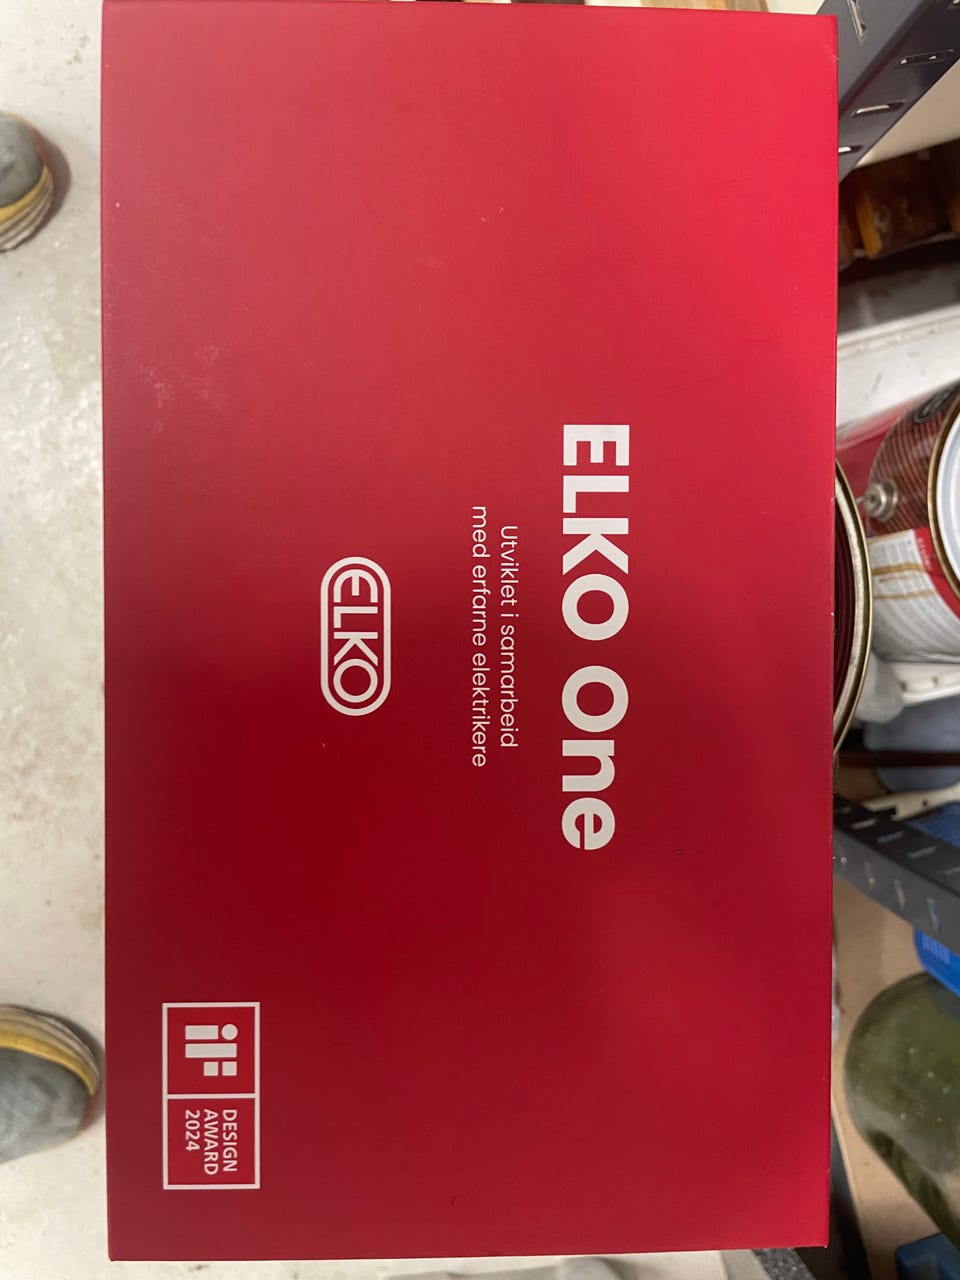 ELKO One
Utviklet i samarbeid
med erfarne elektrikere
ELKO
iF
DESIGN
AWARD
2024